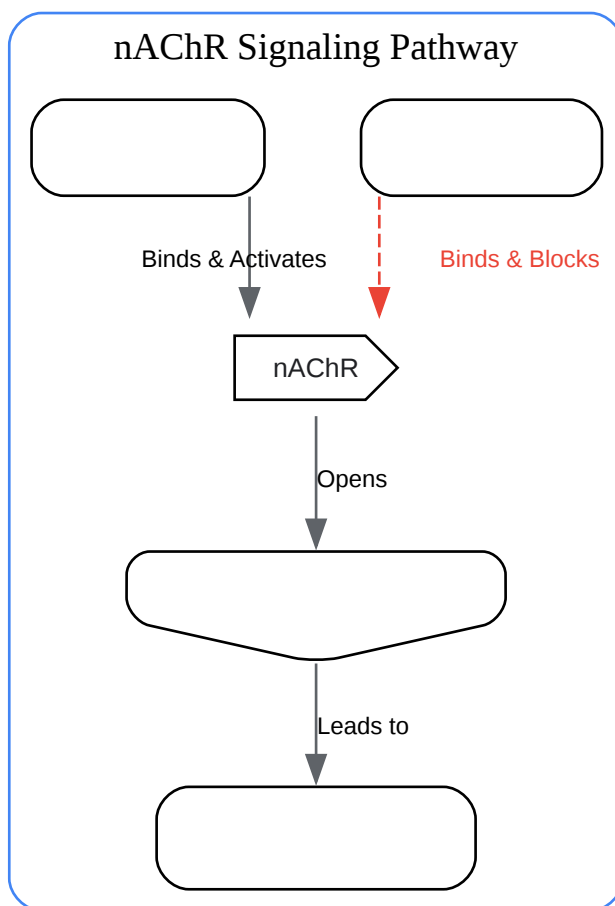 nAChR Signaling Pathway
Binds & Activates
Binds & Blocks
nAChR
Opens
Leads to